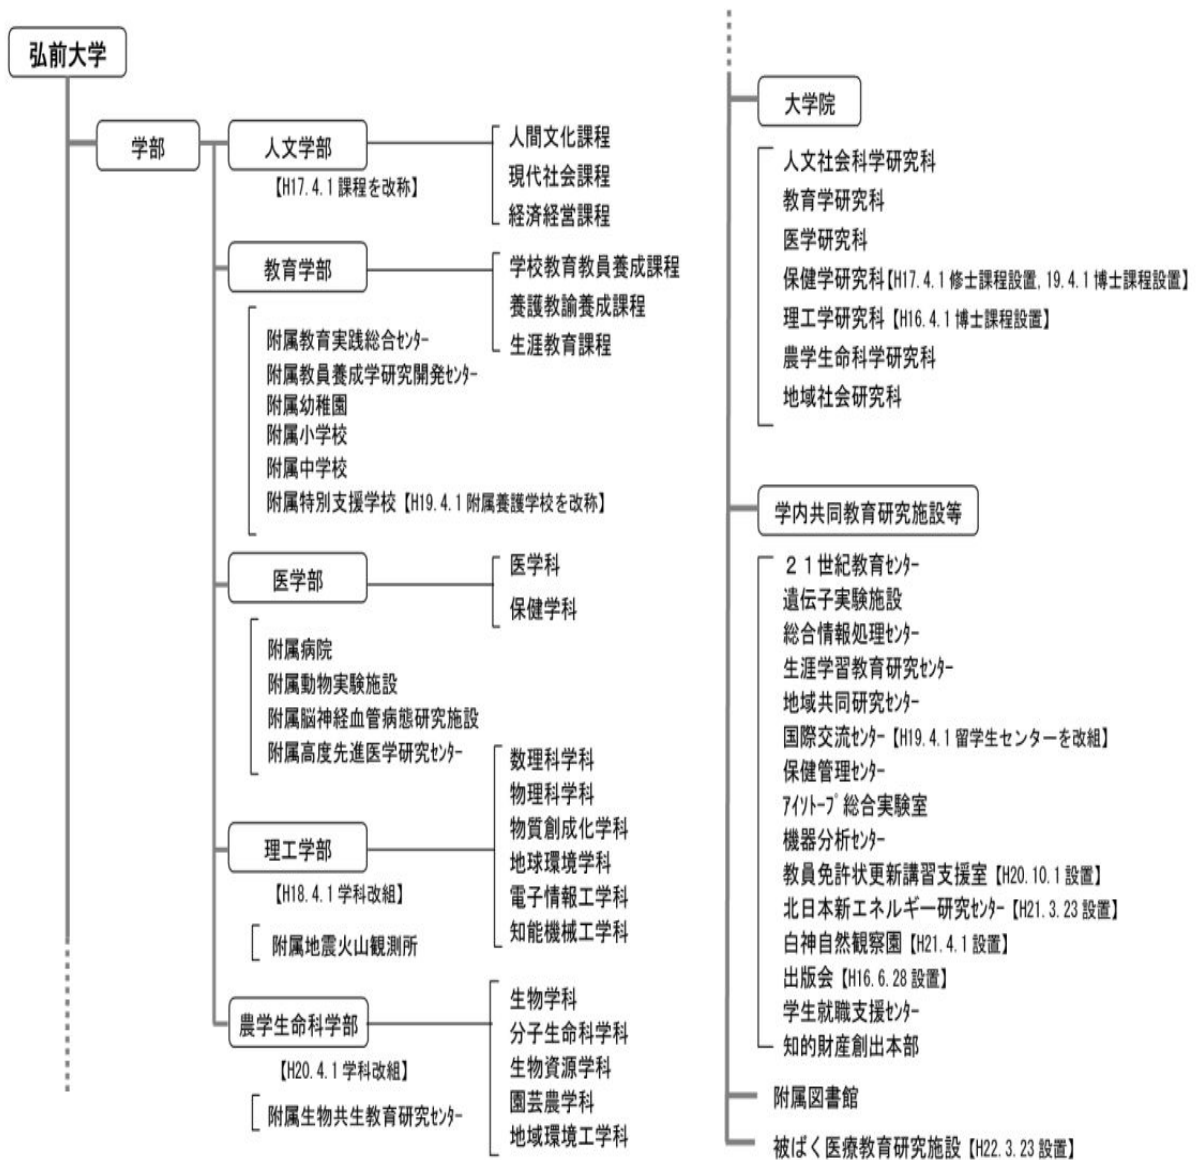 弘前大学
学部
人文学部
【H17.4.1 課程を改称】
人間文化課程
現代社会課程
経済経営課程
教育学部
学校教育教員養成課程
養護教諭養成課程
生涯教育課程
附属教育実践総合ｾﾝﾀｰ
附属教員養成学研究開発ｾﾝﾀｰ
附属幼稚園
附属小学校
附属中学校
附属特別支援学校【H19.4.1 附属養護学校を改称】
医学部
医学科
保健学科
附属病院
附属動物実験施設
附属脳神経血管病態研究施設
附属高度先進医学研究ｾﾝﾀｰ
理工学部
【H18.4.1 学科改組】
数理科学科
物理科学科
物質創成化学科
地球環境学科
電子情報工学科
知能機械工学科
附属地震火山観測所
農学生命科学部
【H20.4.1 学科改組】
生物学科
分子生命科学科
生物資源学科
園芸農学科
地域環境工学科
附属生物共生教育研究ｾﾝﾀｰ
大学院
人文社会科学研究科
教育学研究科
医学研究科
保健学研究科【H17.4.1 修士課程設置, 19.4.1 博士課程設置】
理工学研究科【H16.4.1 博士課程設置】
農学生命科学研究科
地域社会研究科
学内共同教育研究施設等
２１世紀教育ｾﾝﾀｰ
遺伝子実験施設
総合情報処理ｾﾝﾀｰ
生涯学習教育研究ｾﾝﾀｰ
地域共同研究ｾﾝﾀｰ
国際交流ｾﾝﾀｰ【H19.4.1 留学生センターを改組】
保健管理ｾﾝﾀｰ
ｱｲｿﾄｰﾌﾟ総合実験室
機器分析ｾﾝﾀｰ
教員免許状更新講習支援室【H20.10.1 設置】
北日本新エネルギー研究ｾﾝﾀｰ【H21.3.23 設置】
白神自然観察園【H21.4.1 設置】
出版会【H16.6.28 設置】
学生就職支援ｾﾝﾀｰ
知的財産創出本部
附属図書館
被ばく医療教育研究施設【H22.3.23 設置】